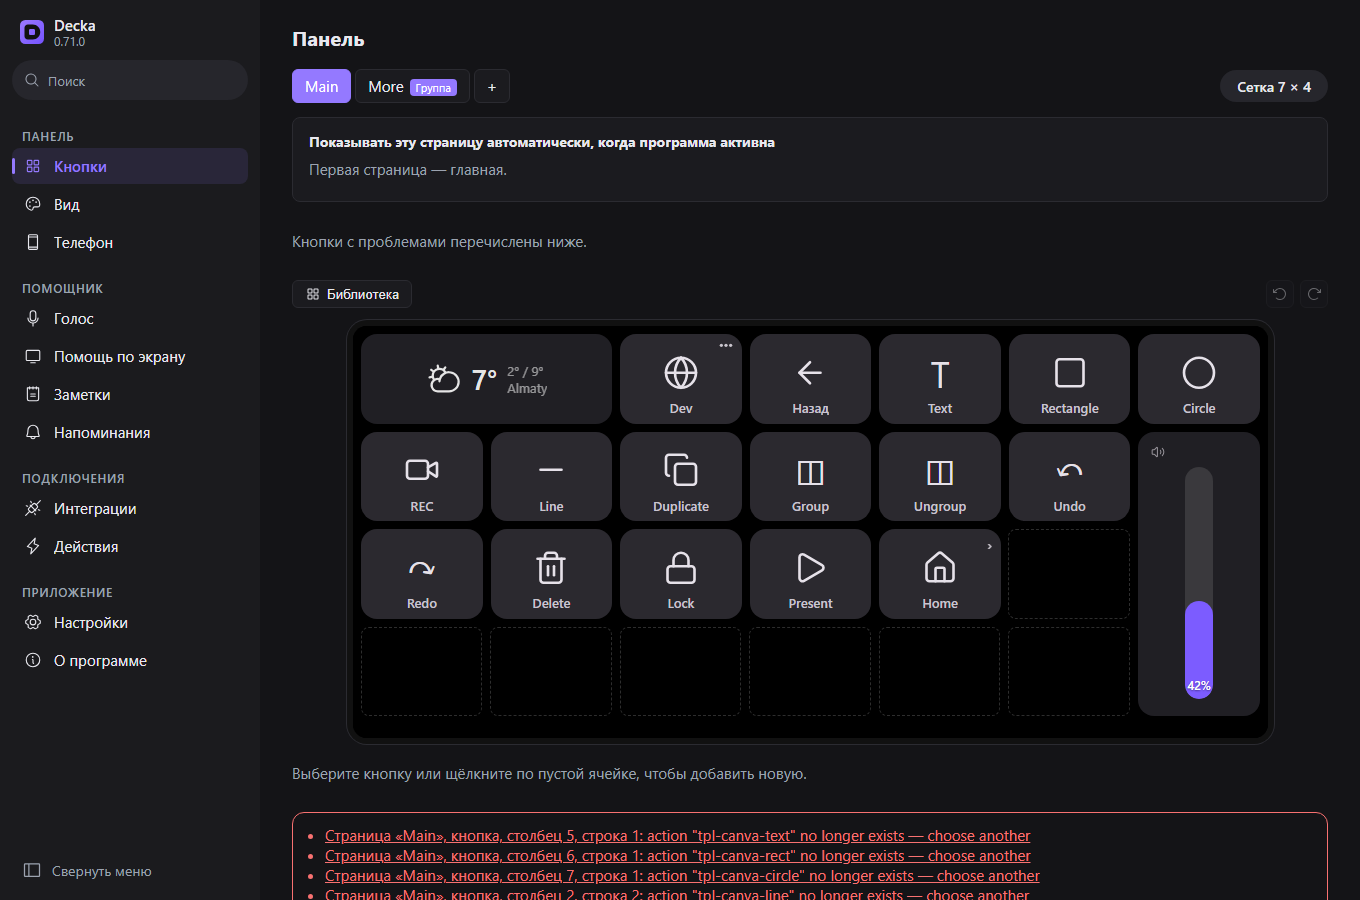 Decka
0.71.0
Поиск
ПАНЕЛЬ
Кнопки
Вид
Телефон
ПОМОЩНИК
Голос
Помощь по экрану
Заметки
Напоминания
ПОДКЛЮЧЕНИЯ
Интеграции
Действия
ПРИЛОЖЕНИЕ
Настройки
О программе
Свернуть меню
Панель
Main
More Группа
+
Сетка 7 × 4
Показывать эту страницу автоматически, когда программа активна
Первая страница — главная.
Кнопки с проблемами перечислены ниже.
Библиотека
7° 2° / 9°
Almaty
Dev
Назад
Text
Rectangle
Circle
REC
Line
Duplicate
Group
Ungroup
Undo
Redo
Delete
Lock
Present
Home
42%
Выберите кнопку или щёлкните по пустой ячейке, чтобы добавить новую.
Страница «Main», кнопка, столбец 5, строка 1: action "tpl-canva-text" no longer exists — choose another
Страница «Main», кнопка, столбец 6, строка 1: action "tpl-canva-rect" no longer exists — choose another
Страница «Main», кнопка, столбец 7, строка 1: action "tpl-canva-circle" no longer exists — choose another
Страница «Main», кнопка, столбец 2, строка 2: action "tpl-canva-line" no longer exists — choose another